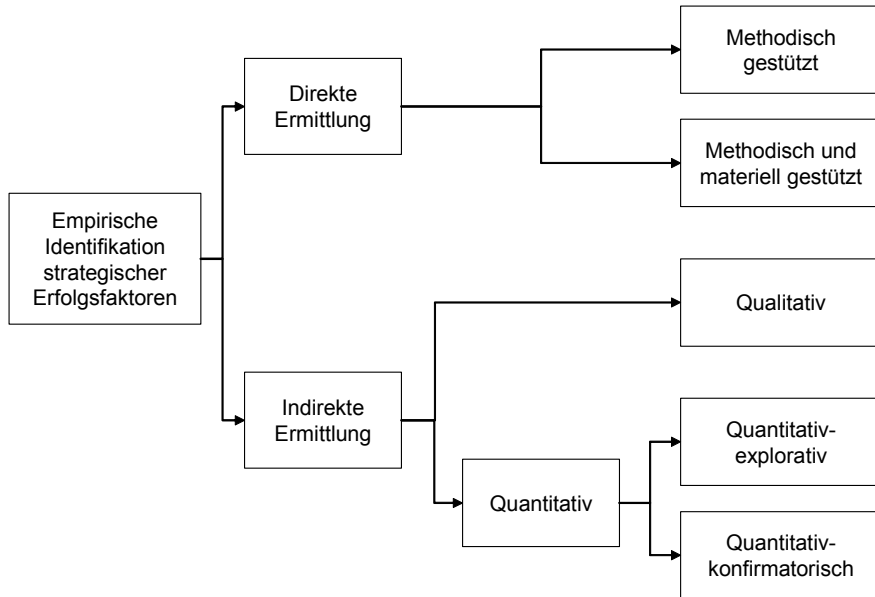 Empirische
Identifikation
strategischer
Erfolgsfaktoren
Direkte
Ermittlung
Methodisch
gestützt
Methodisch und
materiell gestützt
Indirekte
Ermittlung
Qualitativ
Quantitativ
Quantitativ-
explorativ
Quantitativ-
konfirmatorisch